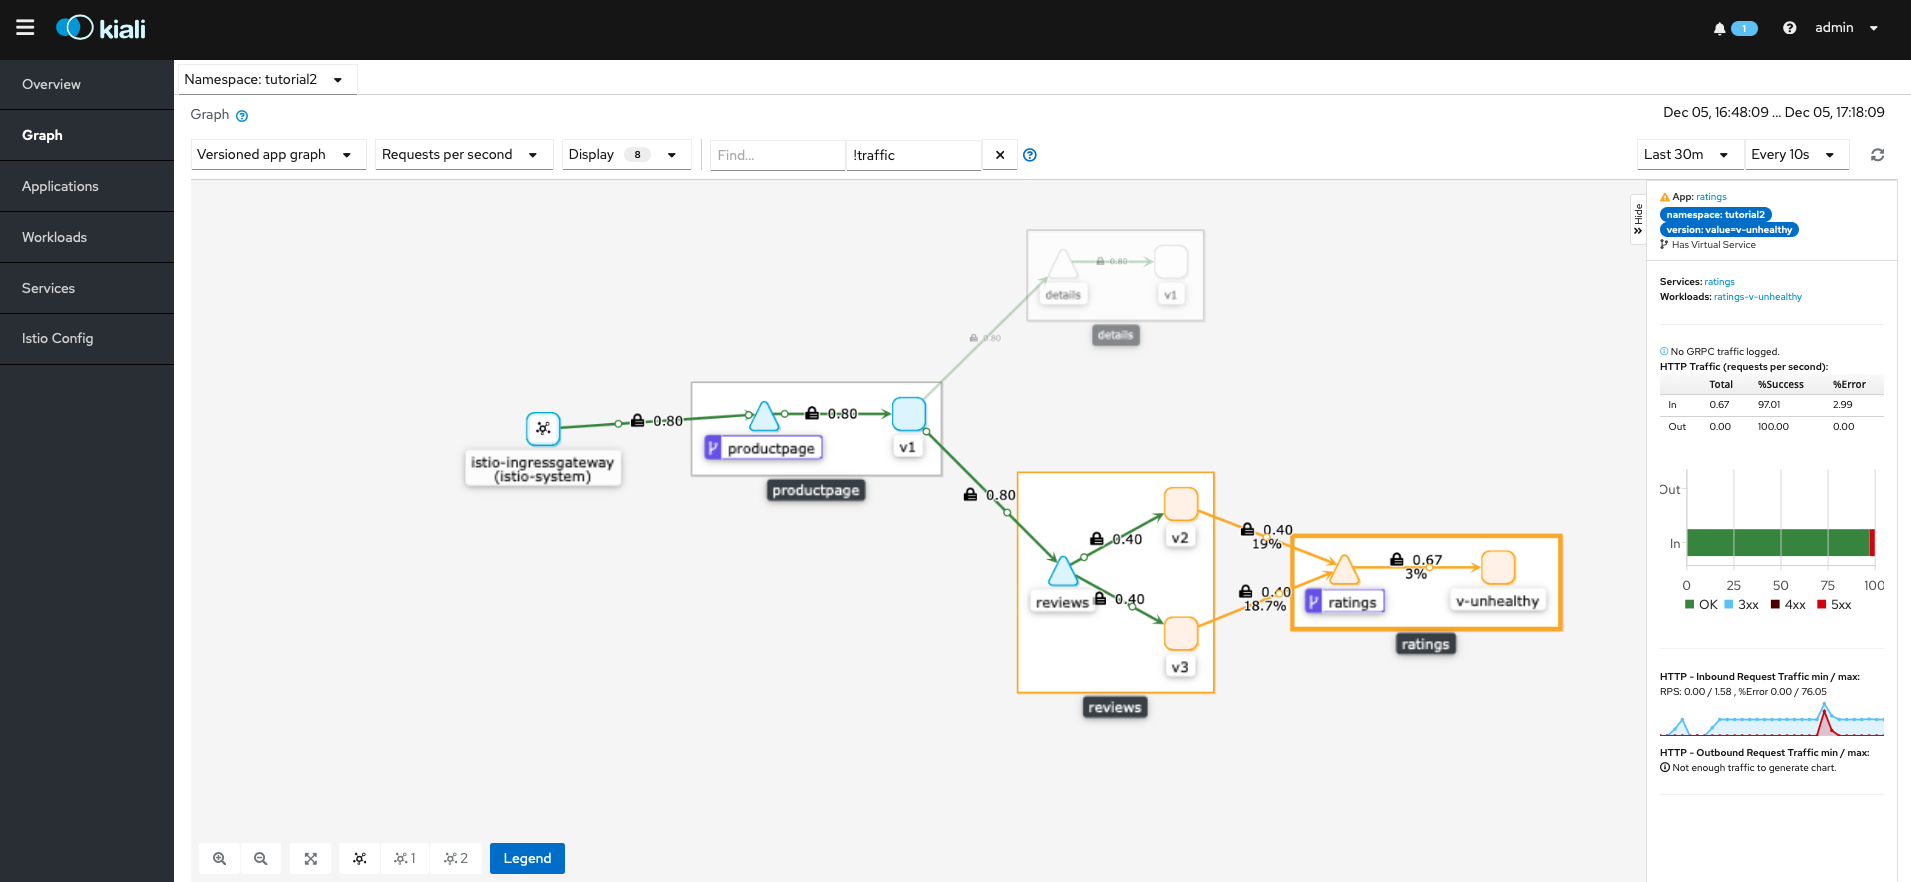 kiali
1
admin
Overview
Graph
Applications
Workloads
Services
Istio Config
Namespace: tutorial2
Graph
Dec 05, 16:48:09 ... Dec 05, 17:18:09
Versioned app graph
Requests per second
Display 8
Find...
!traffic
Last 30m
Every 10s
Hide
0.80
details
v1
details
0.80
0.80
0.80
istio-ingressgateway
(istio-system)
productpage
v1
productpage
0.80
v2
0.40
reviews
0.40
v3
reviews
0.40
19%
0.40
18.7%
0.67
3%
ratings
v-unhealthy
ratings
1
2
Legend
App: ratings
namespace: tutorial2
version: value=v-unhealthy
Has Virtual Service
Services: ratings
Workloads: ratings-v-unhealthy
No GRPC traffic logged.
HTTP Traffic (requests per second):
Total %Success %Error
In 0.67 97.01 2.99
Out 0.00 100.00 0.00
Out
In
0 25 50 75 100
OK 3xx 4xx 5xx
HTTP - Inbound Request Traffic min / max:
RPS: 0.00 / 1.58 , %Error 0.00 / 76.05
HTTP - Outbound Request Traffic min / max:
Not enough traffic to generate chart.